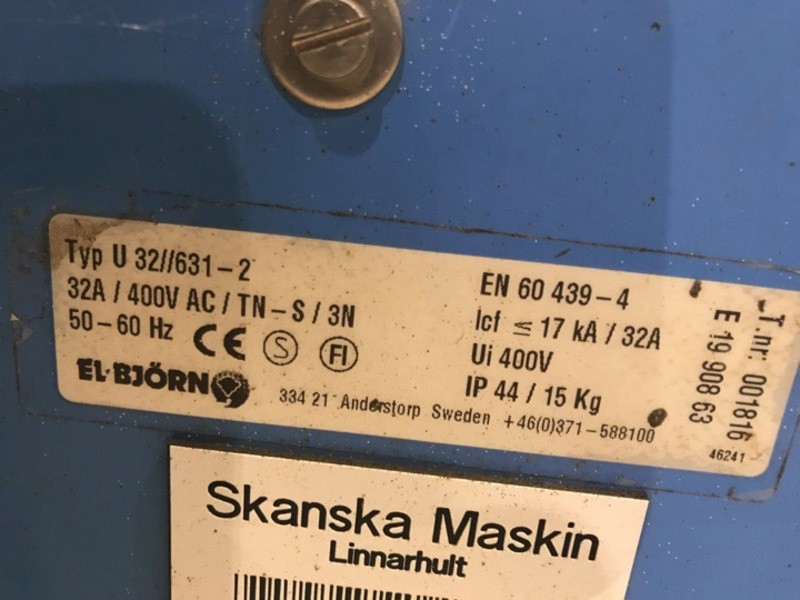 Typ U 32//631-2
32A / 400V AC / TN-S / 3N
50-60 Hz CE S FI
EL·BJÖRN
334 21 Anderstorp Sweden +46(0)371-588100
EN 60 439-4
Icf ≤ 17 kA / 32A
Ui 400V
IP 44 / 15 Kg
E 19 908 63
T.nr: 001816
46241
Skanska Maskin
Linnarhult